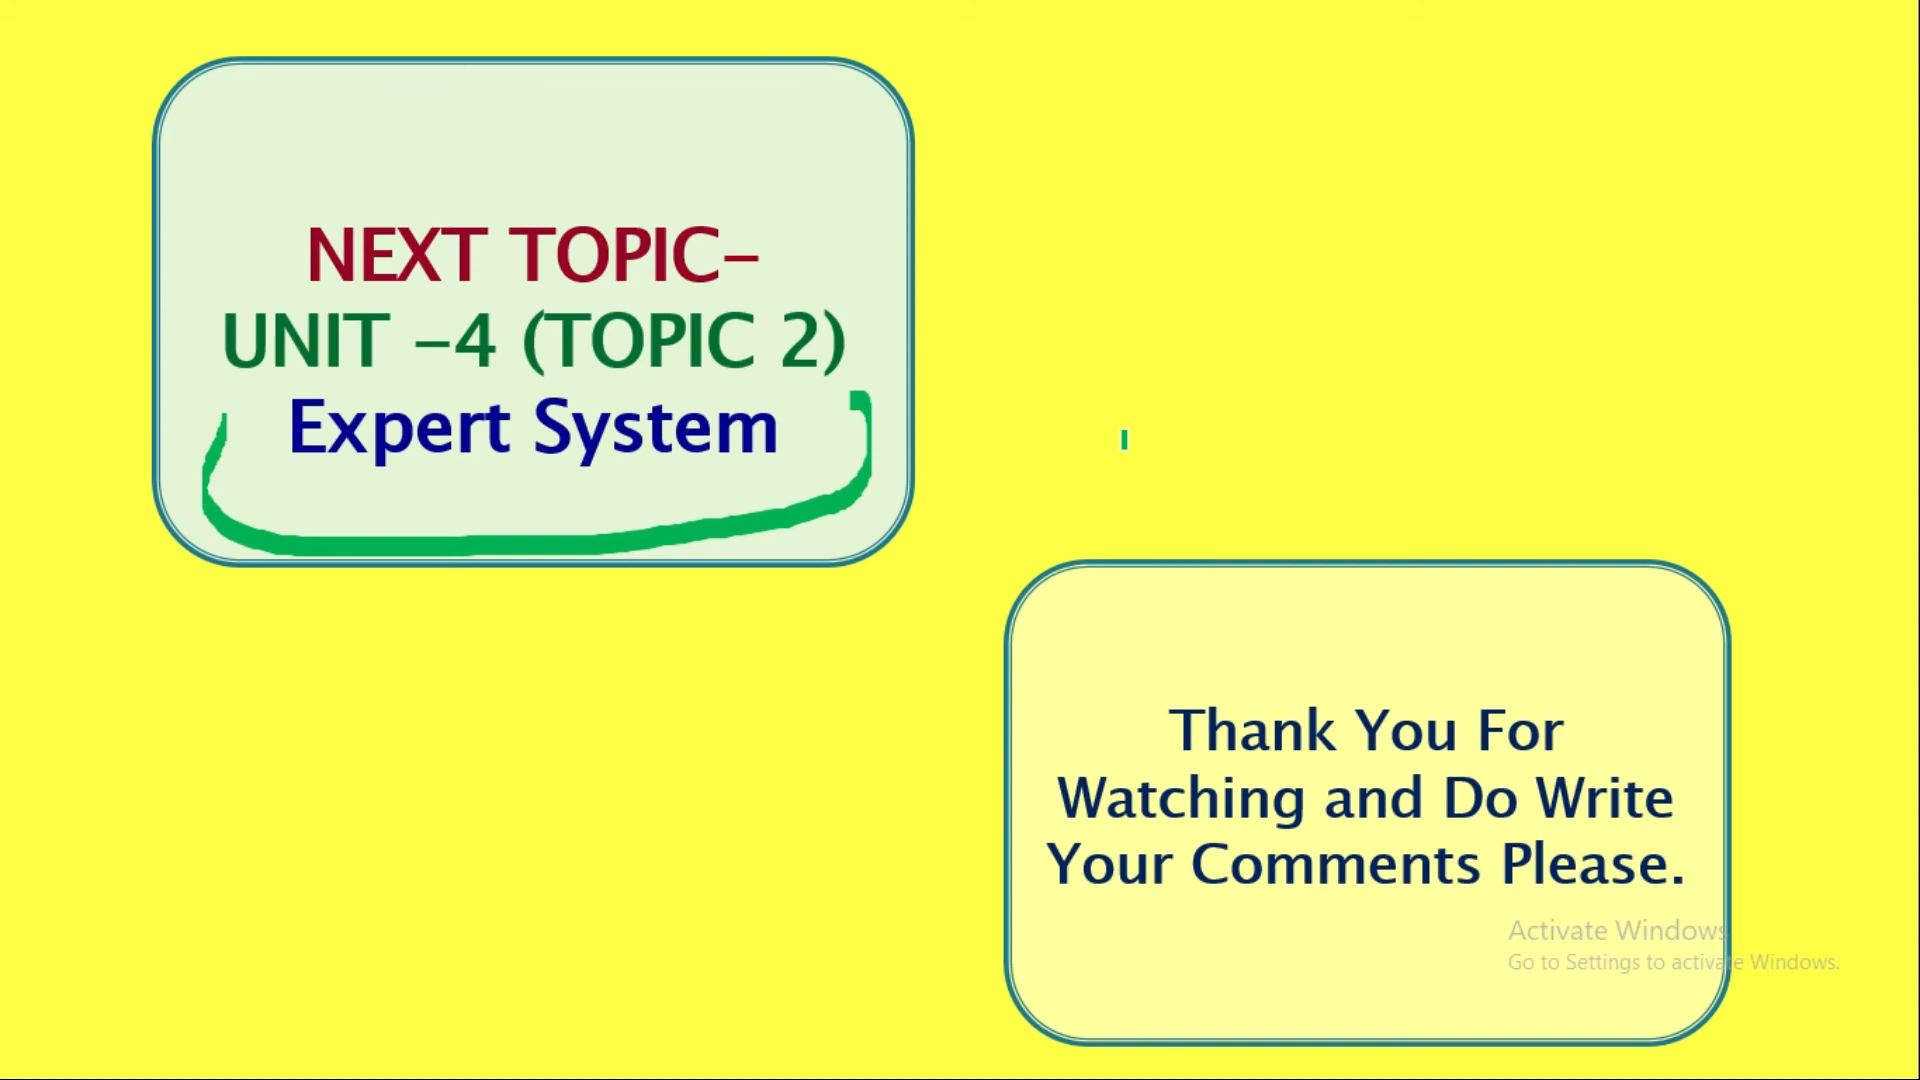 NEXT TOPIC–
UNIT –4 (TOPIC 2)
Expert System
Thank You For
Watching and Do Write
Your Comments Please.
Activate Windows
Go to Settings to activate Windows.